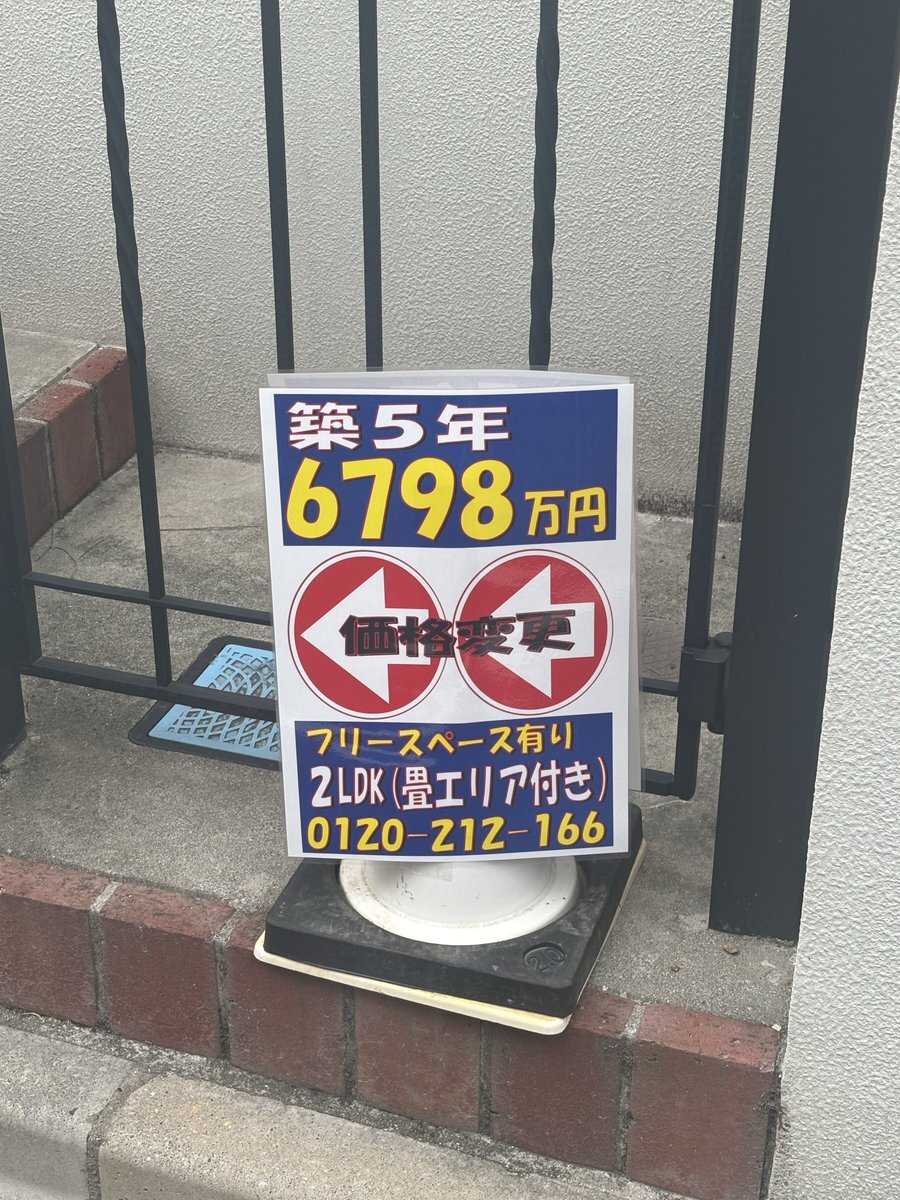 築5年
6798万円
価格変更
フリースペース有り
2LDK(畳エリア付き)
0120-212-166
20